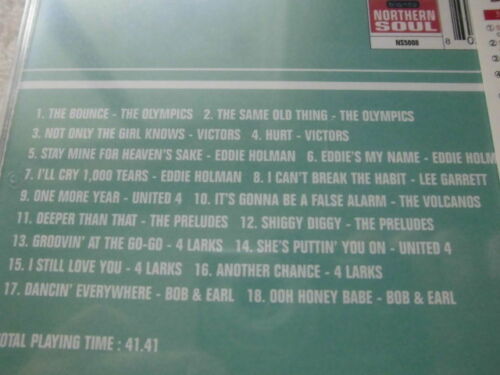 NORTHERN
SOUL
NS5008
1. THE BOUNCE - THE OLYMPICS 2. THE SAME OLD THING - THE OLYMPICS
3. NOT ONLY THE GIRL KNOWS - VICTORS 4. HURT - VICTORS
5. STAY MINE FOR HEAVEN'S SAKE - EDDIE HOLMAN 6. EDDIE'S MY NAME - EDDIE HOLM
7. I'LL CRY 1,000 TEARS - EDDIE HOLMAN 8. I CAN'T BREAK THE HABIT - LEE GARRETT
9. ONE MORE YEAR - UNITED 4 10. IT'S GONNA BE A FALSE ALARM - THE VOLCANOS
11. DEEPER THAN THAT - THE PRELUDES 12. SHIGGY DIGGY - THE PRELUDES
13. GROOVIN' AT THE GO-GO - 4 LARKS 14. SHE'S PUTTIN' YOU ON - UNITED 4
15. I STILL LOVE YOU - 4 LARKS 16. ANOTHER CHANCE - 4 LARKS
17. DANCIN' EVERYWHERE - BOB & EARL 18. OOH HONEY BABE - BOB & EARL
OTAL PLAYING TIME : 41.41